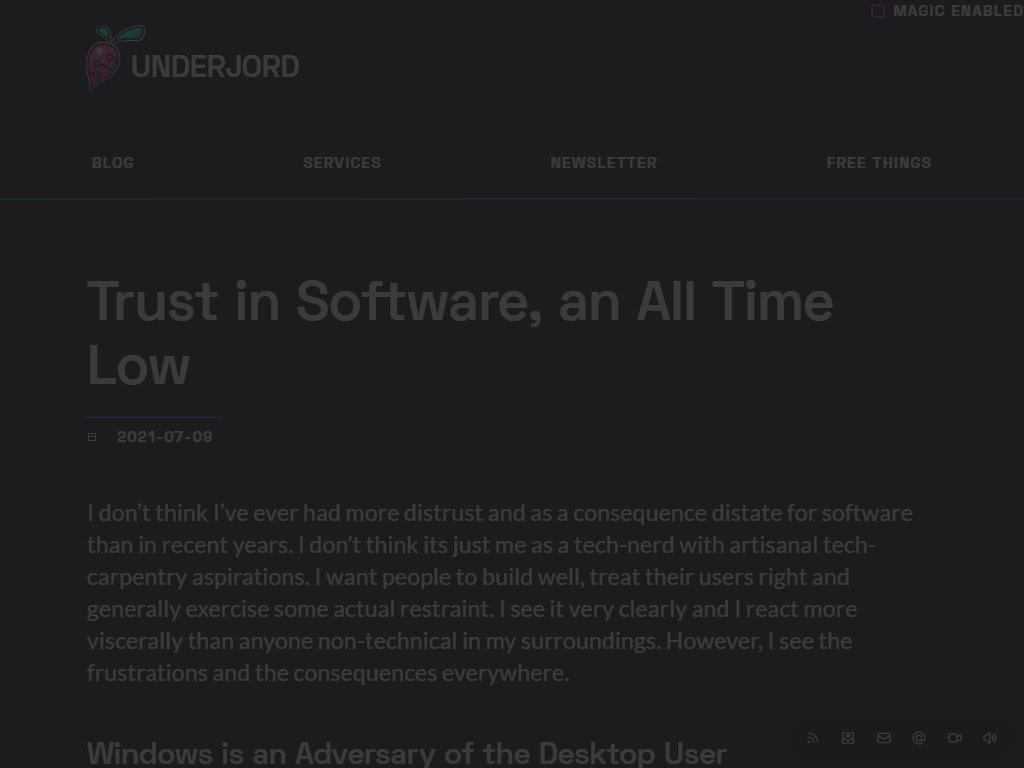 MAGIC ENABLED
UNDERJORD
BLOG SERVICES NEWSLETTER FREE THINGS
Trust in Software, an All Time
Low
2021-07-09
I don't think I've ever had more distrust and as a consequence distate for software
than in recent years. I don't think its just me as a tech-nerd with artisanal tech-
carpentry aspirations. I want people to build well, treat their users right and
generally exercise some actual restraint. I see it very clearly and I react more
viscerally than anyone non-technical in my surroundings. However, I see the
frustrations and the consequences everywhere.
Windows is an Adversary of the Desktop User